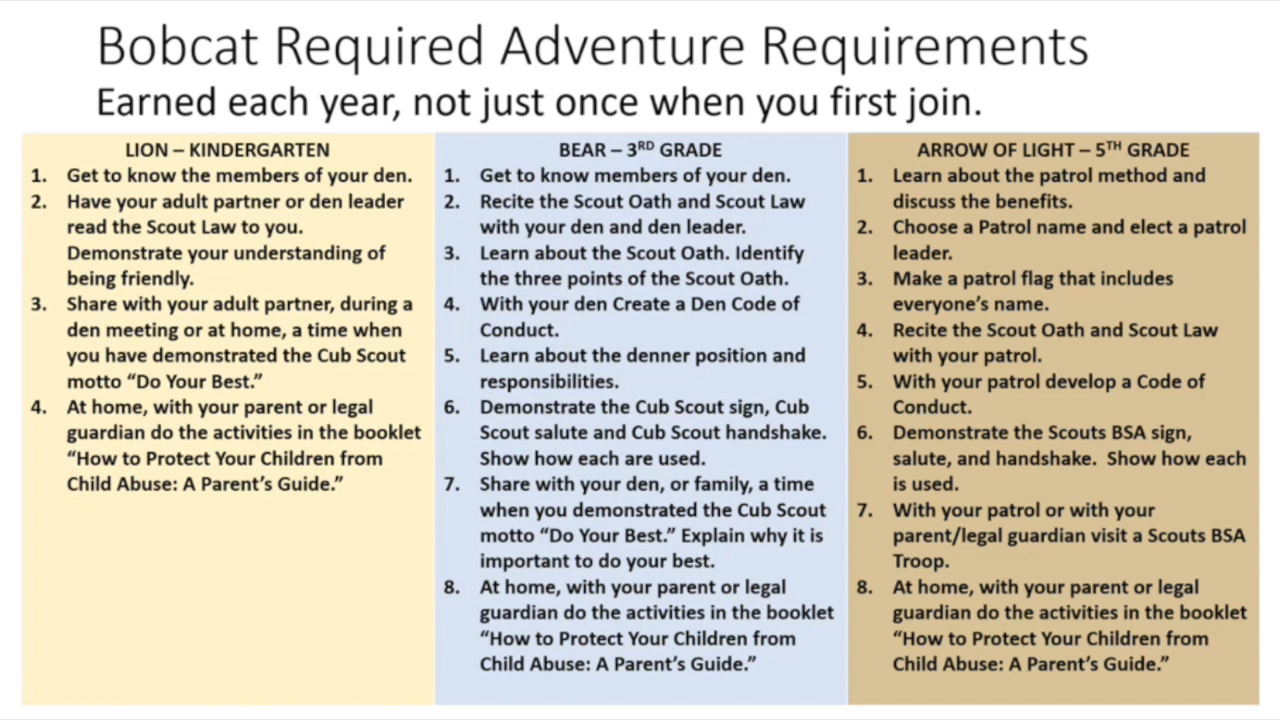 Bobcat Required Adventure Requirements
Earned each year, not just once when you first join.
LION – KINDERGARTEN
1. Get to know the members of your den.
2. Have your adult partner or den leader
read the Scout Law to you.
Demonstrate your understanding of
being friendly.
3. Share with your adult partner, during a
den meeting or at home, a time when
you have demonstrated the Cub Scout
motto “Do Your Best.”
4. At home, with your parent or legal
guardian do the activities in the booklet
“How to Protect Your Children from
Child Abuse: A Parent’s Guide.”
BEAR – 3RD GRADE
1. Get to know members of your den.
2. Recite the Scout Oath and Scout Law
with your den and den leader.
3. Learn about the Scout Oath. Identify
the three points of the Scout Oath.
4. With your den Create a Den Code of
Conduct.
5. Learn about the denner position and
responsibilities.
6. Demonstrate the Cub Scout sign, Cub
Scout salute and Cub Scout handshake.
Show how each are used.
7. Share with your den, or family, a time
when you demonstrated the Cub Scout
motto “Do Your Best.” Explain why it is
important to do your best.
8. At home, with your parent or legal
guardian do the activities in the booklet
“How to Protect Your Children from
Child Abuse: A Parent’s Guide.”
ARROW OF LIGHT – 5TH GRADE
1. Learn about the patrol method and
discuss the benefits.
2. Choose a Patrol name and elect a patrol
leader.
3. Make a patrol flag that includes
everyone’s name.
4. Recite the Scout Oath and Scout Law
with your patrol.
5. With your patrol develop a Code of
Conduct.
6. Demonstrate the Scouts BSA sign,
salute, and handshake. Show how each
is used.
7. With your patrol or with your
parent/legal guardian visit a Scouts BSA
Troop.
8. At home, with your parent or legal
guardian do the activities in the booklet
“How to Protect Your Children from
Child Abuse: A Parent’s Guide.”